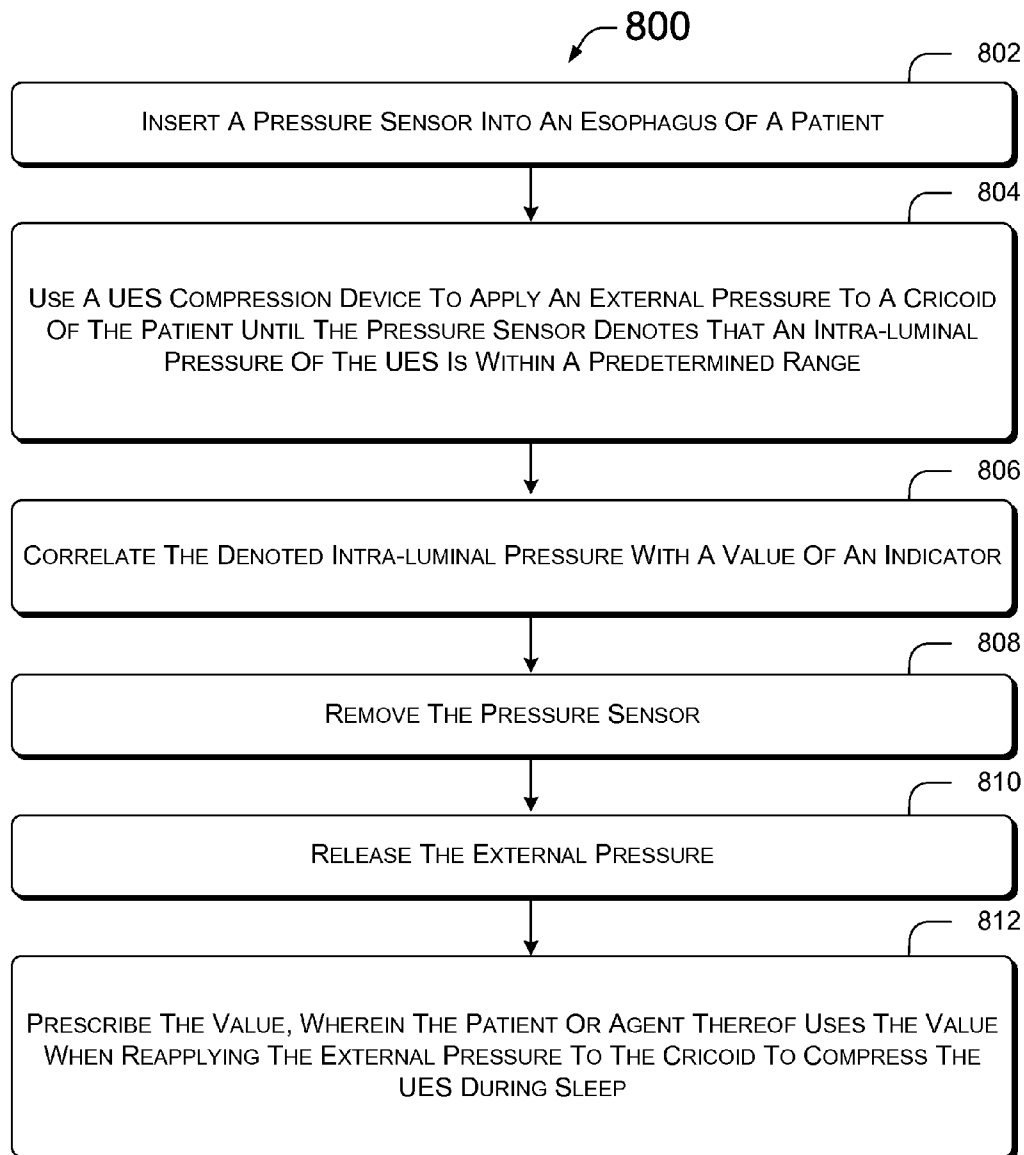 800
802
INSERT A PRESSURE SENSOR INTO AN ESOPHAGUS OF A PATIENT
804
USE A UES COMPRESSION DEVICE TO APPLY AN EXTERNAL PRESSURE TO A CRICOID
OF THE PATIENT UNTIL THE PRESSURE SENSOR DENOTES THAT AN INTRA-LUMINAL
PRESSURE OF THE UES IS WITHIN A PREDETERMINED RANGE
806
CORRELATE THE DENOTED INTRA-LUMINAL PRESSURE WITH A VALUE OF AN INDICATOR
808
REMOVE THE PRESSURE SENSOR
810
RELEASE THE EXTERNAL PRESSURE
812
PRESCRIBE THE VALUE, WHEREIN THE PATIENT OR AGENT THEREOF USES THE VALUE
WHEN REAPPLYING THE EXTERNAL PRESSURE TO THE CRICOID TO COMPRESS THE
UES DURING SLEEP